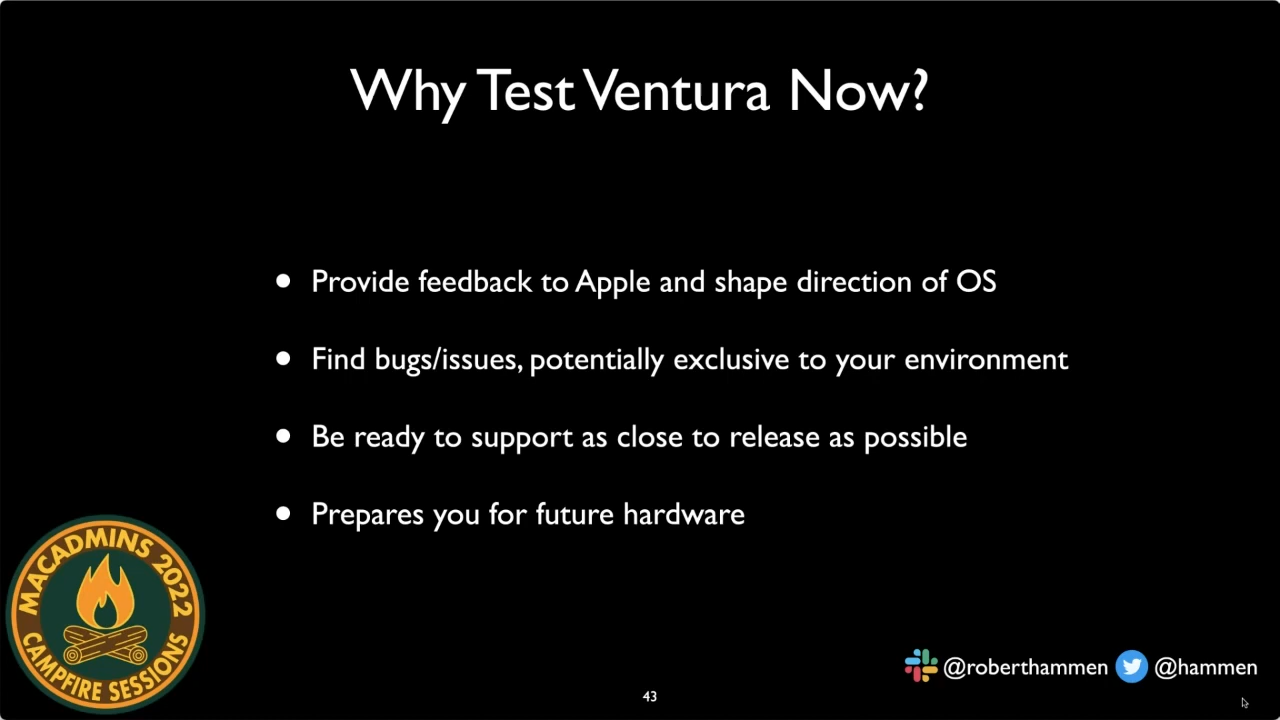 Why Test Ventura Now?
Provide feedback to Apple and shape direction of OS
Find bugs/issues, potentially exclusive to your environment
Be ready to support as close to release as possible
Prepares you for future hardware
MACADMINS 2022
CAMPFIRE SESSIONS
@roberthammen @hammen
43